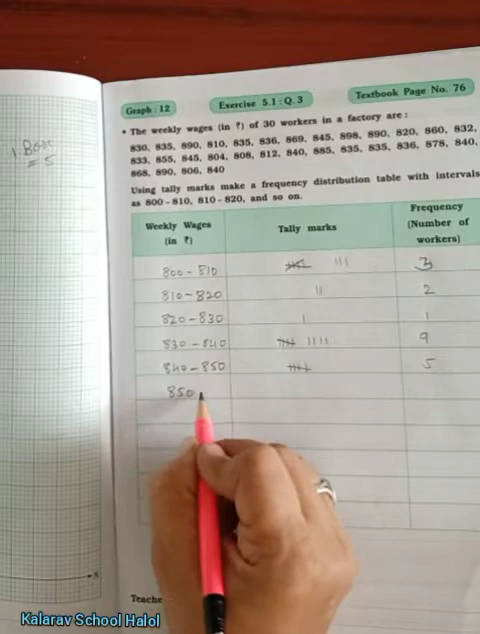 Graph : 12
Exercise 5.1 : Q. 3
Textbook Page No. 76
• The weekly wages (in ₹) of 30 workers in a factory are :
830, 835, 890, 810, 835, 836, 869, 845, 898, 890, 820, 860, 832,
833, 855, 845, 804, 808, 812, 840, 885, 835, 835, 836, 878, 840,
868, 890, 806, 840
Using tally marks make a frequency distribution table with intervals
as 800 - 810, 810 - 820, and so on.
Weekly Wages (in ₹) Tally marks Frequency (Number of workers)
800 - 810 3
810 - 820 2
820 - 830 1
830 - 840 9
840 - 850 5
850
Teache
X
Kalarav School Halol